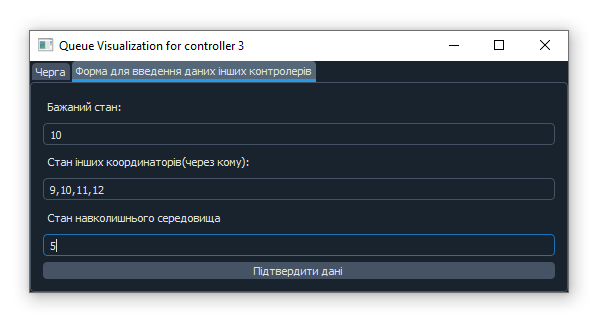 Queue Visualization for controller 3
Черга Форма для введення даних інших контролерів
Бажаний стан:
10
Стан інших координаторів(через кому):
9,10,11,12
Стан навколишнього середовища
5
Підтвердити дані